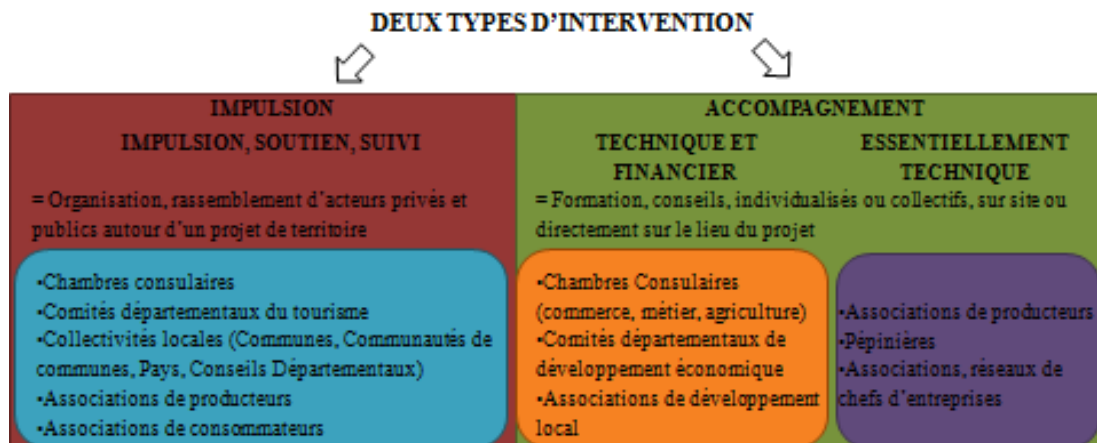 DEUX TYPES D’INTERVENTION
IMPULSION
IMPULSION, SOUTIEN, SUIVI
= Organisation, rassemblement d’acteurs privés et
publics autour d’un projet de territoire
•Chambres consulaires
•Comités départementaux du tourisme
•Collectivités locales (Communes, Communautés de
communes, Pays, Conseils Départementaux)
•Associations de producteurs
•Associations de consommateurs
ACCOMPAGNEMENT
TECHNIQUE ET
FINANCIER
ESSENTIELLEMENT
TECHNIQUE
= Formation, conseils, individualisés ou collectifs, sur site ou
directement sur le lieu du projet
•Chambres Consulaires
(commerce, métier, agriculture)
•Comités départementaux de
développement économique
•Associations de développement
local
•Associations de producteurs
•Pépinières
•Associations, réseaux de
chefs d’entreprises